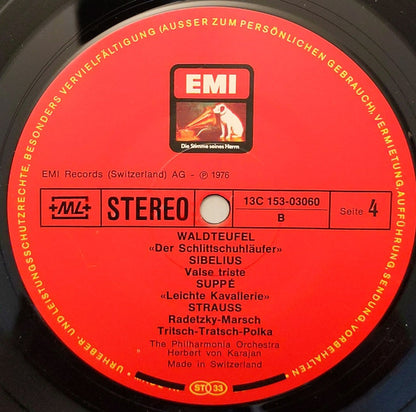 URHEBER- UND LEISTUNGSSCHUTZRECHTE, BESONDERS VERVIELFÄLTIGUNG (AUSSER ZUM PERSÖNLICHEN GEBRAUCH), VERMIETUNG, AUFFÜHRUNG, SENDUNG, VORBEHALTEN •
EMI
Die Stimme seines Herrn
EMI Records (Switzerland) AG - ℗ 1976
ML
STEREO
13C 153-03060
B
Seite 4
WALDTEUFEL
«Der Schlittschuhläufer»
SIBELIUS
Valse triste
SUPPÉ
«Leichte Kavallerie»
STRAUSS
Radetzky-Marsch
Tritsch-Tratsch-Polka
The Philharmonia Orchestra
Herbert von Karajan
Made in Switzerland
ST 33